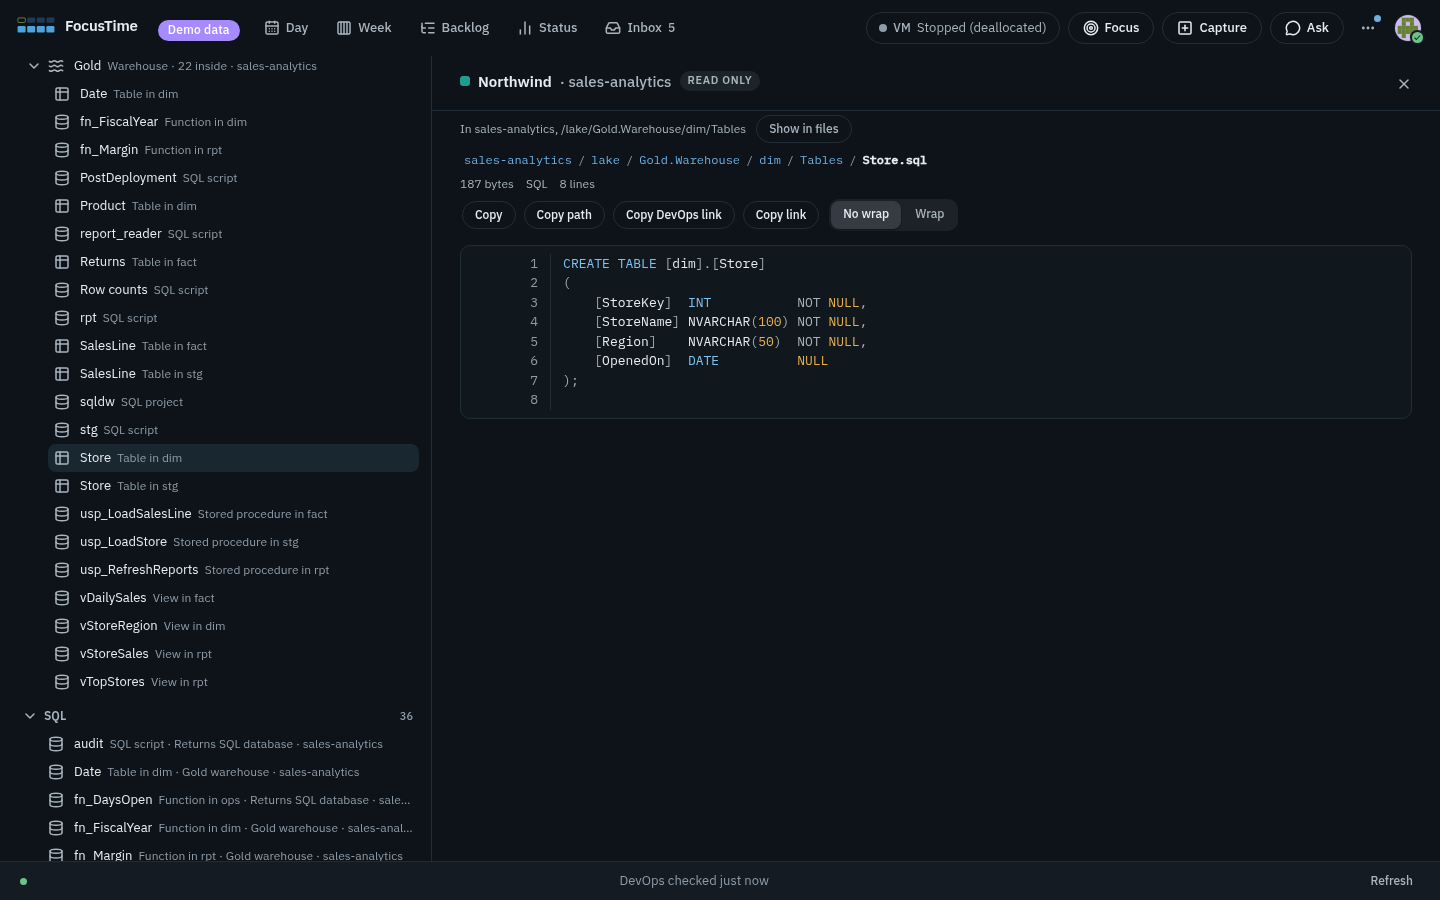 FocusTime Demo data Day Week Backlog Status Inbox 5 VM Stopped (deallocated) Focus Capture Ask
Gold Warehouse · 22 inside · sales-analytics
Date Table in dim
fn_FiscalYear Function in dim
fn_Margin Function in rpt
PostDeployment SQL script
Product Table in dim
report_reader SQL script
Returns Table in fact
Row counts SQL script
rpt SQL script
SalesLine Table in fact
SalesLine Table in stg
sqldw SQL project
stg SQL script
Store Table in dim
Store Table in stg
usp_LoadSalesLine Stored procedure in fact
usp_LoadStore Stored procedure in stg
usp_RefreshReports Stored procedure in rpt
vDailySales View in fact
vStoreRegion View in dim
vStoreSales View in rpt
vTopStores View in rpt
SQL 36
audit SQL script · Returns SQL database · sales-analytics
Date Table in dim · Gold warehouse · sales-analytics
fn_DaysOpen Function in ops · Returns SQL database · sale...
fn_FiscalYear Function in dim · Gold warehouse · sales-anal...
fn_Margin Function in rpt · Gold warehouse · sales-analytics
Northwind · sales-analytics READ ONLY
In sales-analytics, /lake/Gold.Warehouse/dim/Tables Show in files
sales-analytics / lake / Gold.Warehouse / dim / Tables / Store.sql
187 bytes SQL 8 lines
Copy Copy path Copy DevOps link Copy link No wrap Wrap
1 CREATE TABLE [dim].[Store]
2 (
3 [StoreKey] INT NOT NULL,
4 [StoreName] NVARCHAR(100) NOT NULL,
5 [Region] NVARCHAR(50) NOT NULL,
6 [OpenedOn] DATE NULL
7 );
8
DevOps checked just now Refresh